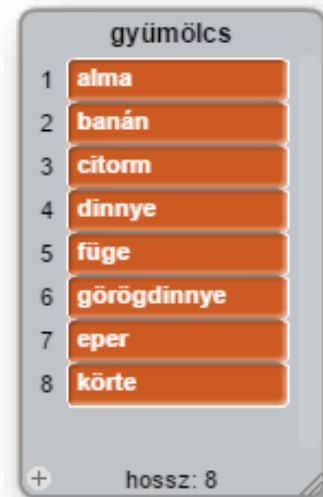 gyümölcs
1 alma
2 banán
3 citorm
4 dinnye
5 füge
6 görögdinnye
7 eper
8 körte
+ hossz: 8